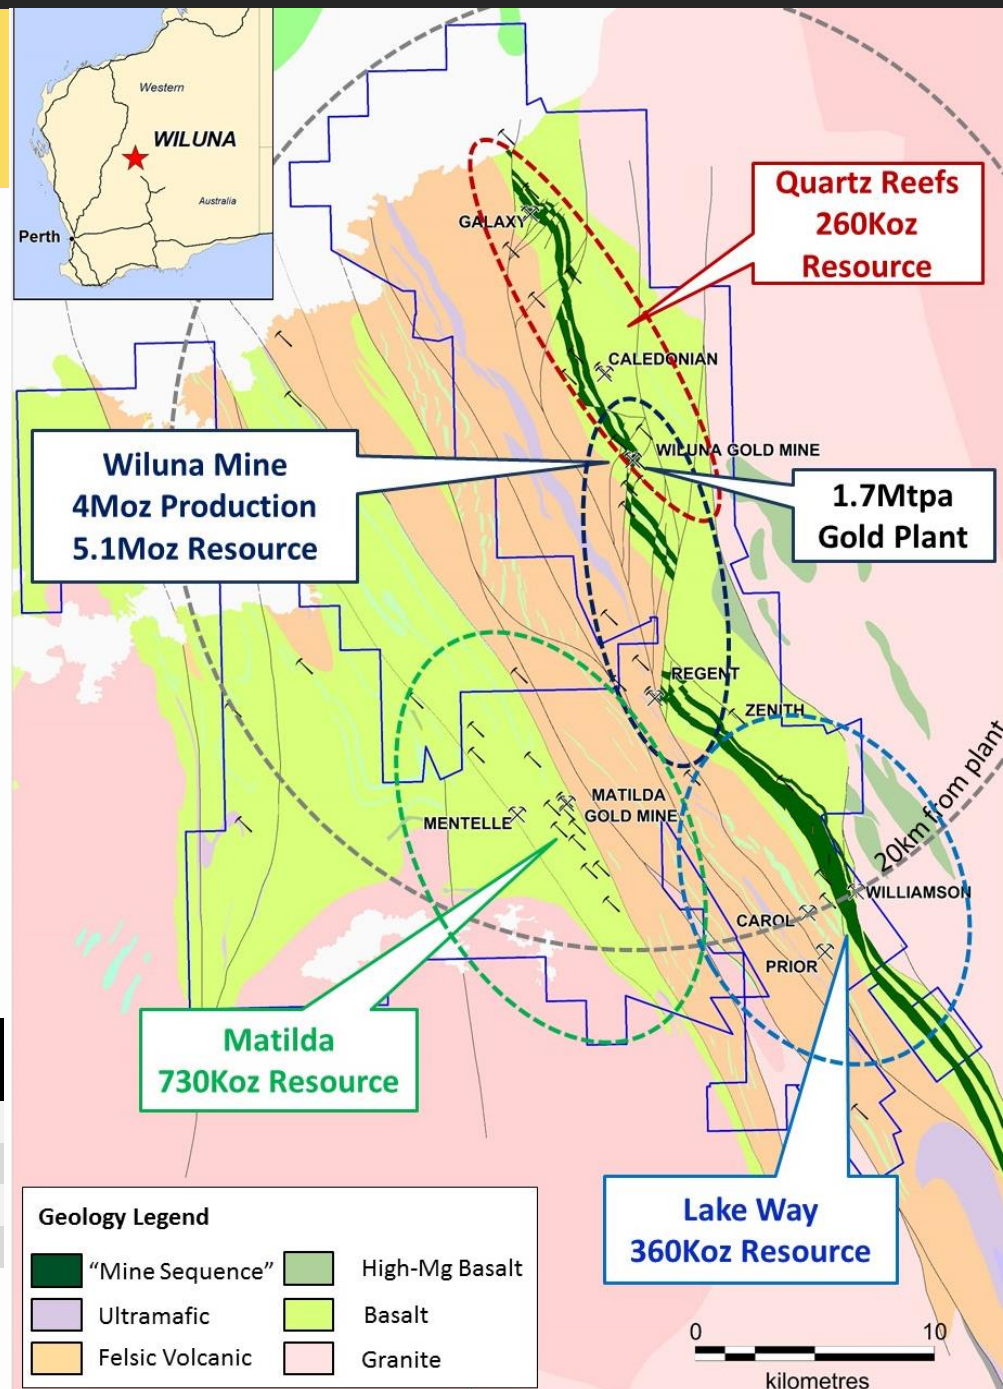 Western
WILUNA
Australia
Perth
Quartz Reefs
260Koz
Resource
GALAXY
CALEDONIAN
WILUNA GOLD MINE
Wiluna Mine
4Moz Production
5.1Moz Resource
1.7Mtpa
Gold Plant
REGENT
ZENITH
MATILDA
GOLD MINE
MENTELLE
20km from plant
WILLIAMSON
CAROL
PRIOR
Matilda
730Koz Resource
Lake Way
360Koz Resource
Geology Legend
“Mine Sequence”
High-Mg Basalt
Ultramafic
Basalt
Felsic Volcanic
Granite
0 10
kilometres